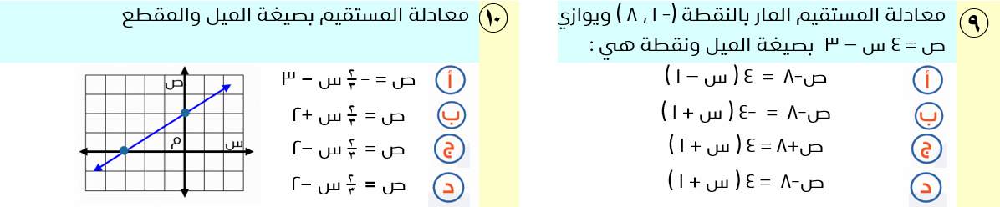 ٩
معادلة المستقيم المار بالنقطة (-١ , ٨) ويوازي
ص = ٤ س – ٣ بصيغة الميل ونقطة هي :
أ ص-٨ = ٤ ( س – ١ )
ب ص-٨ = -٤ ( س + ١ )
ج ص+٨ = ٤ ( س + ١ )
د ص-٨ = ٤ ( س + ١ )
١٠
معادلة المستقيم بصيغة الميل والمقطع
أ ص = – ٢/٣ س – ٣
ب ص = ٢/٣ س +٢
ج ص = ٢/٣ س –٢
د ص = ٢/٣ س –٢
ص
م
س